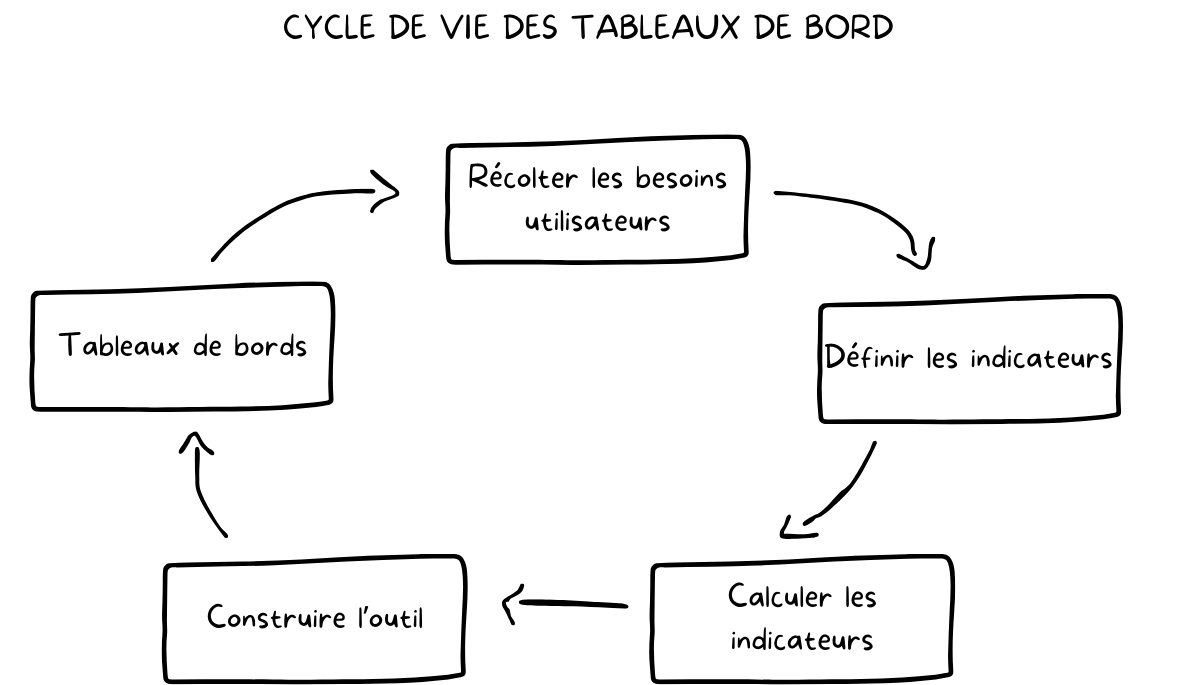 CYCLE DE VIE DES TABLEAUX DE BORD
Récolter les besoins
utilisateurs
Tableaux de bords
Définir les indicateurs
Construire l'outil
Calculer les
indicateurs